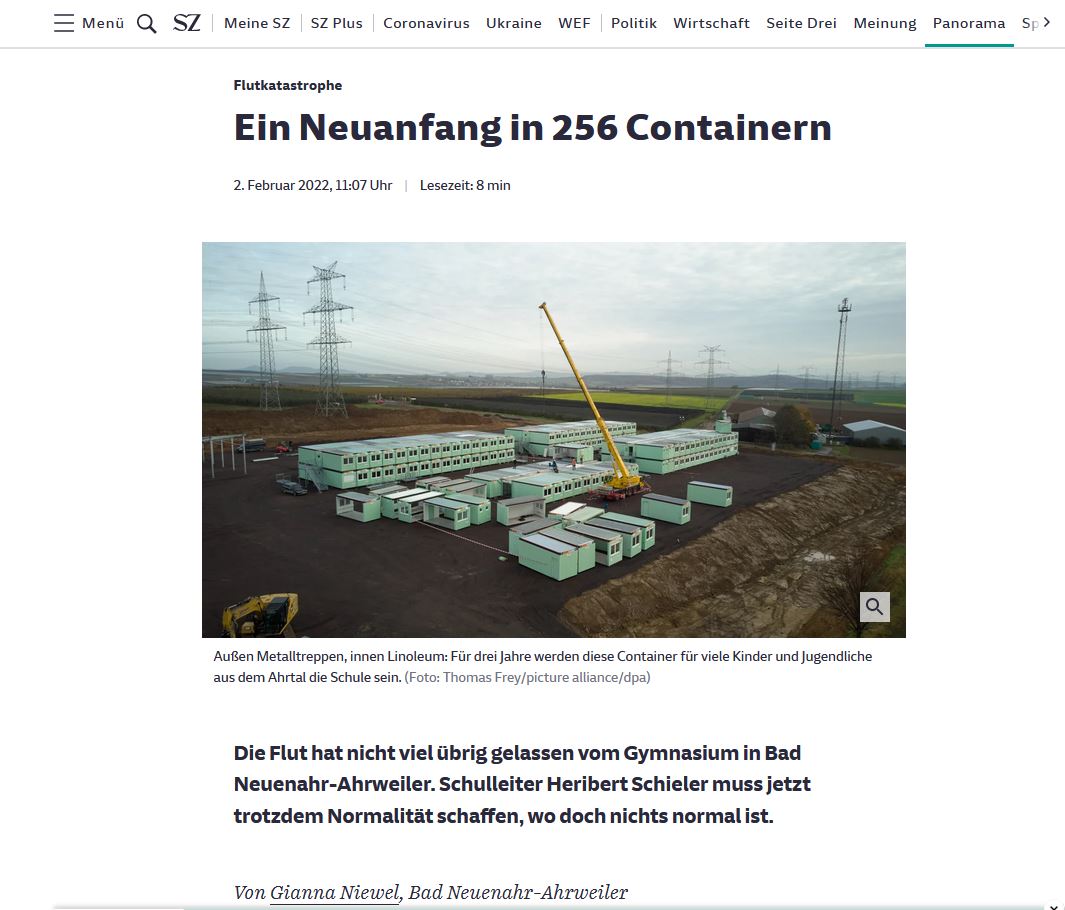 Menü SZ Meine SZ SZ Plus Coronavirus Ukraine WEF Politik Wirtschaft Seite Drei Meinung Panorama Sp
Flutkatastrophe
Ein Neuanfang in 256 Containern
2. Februar 2022, 11:07 Uhr | Lesezeit: 8 min
Außen Metalltreppen, innen Linoleum: Für drei Jahre werden diese Container für viele Kinder und Jugendliche
aus dem Ahrtal die Schule sein. (Foto: Thomas Frey/picture alliance/dpa)
Die Flut hat nicht viel übrig gelassen vom Gymnasium in Bad
Neuenahr-Ahrweiler. Schulleiter Heribert Schieler muss jetzt
trotzdem Normalität schaffen, wo doch nichts normal ist.
Von Gianna Niewel, Bad Neuenahr-Ahrweiler